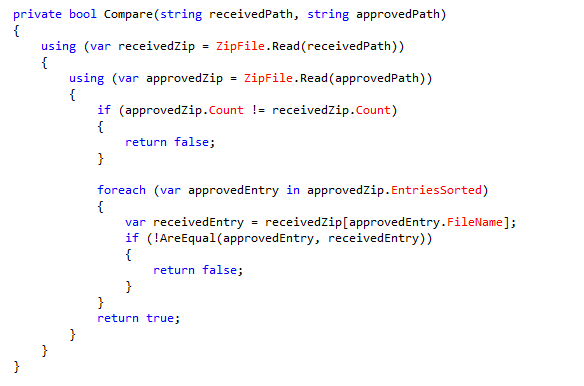 private bool Compare(string receivedPath, string approvedPath)
{
    using (var receivedZip = ZipFile.Read(receivedPath))
    {
        using (var approvedZip = ZipFile.Read(approvedPath))
        {
            if (approvedZip.Count != receivedZip.Count)
            {
                return false;
            }

            foreach (var approvedEntry in approvedZip.EntriesSorted)
            {
                var receivedEntry = receivedZip[approvedEntry.FileName];
                if (!AreEqual(approvedEntry, receivedEntry))
                {
                    return false;
                }
            }
            return true;
        }
    }
}